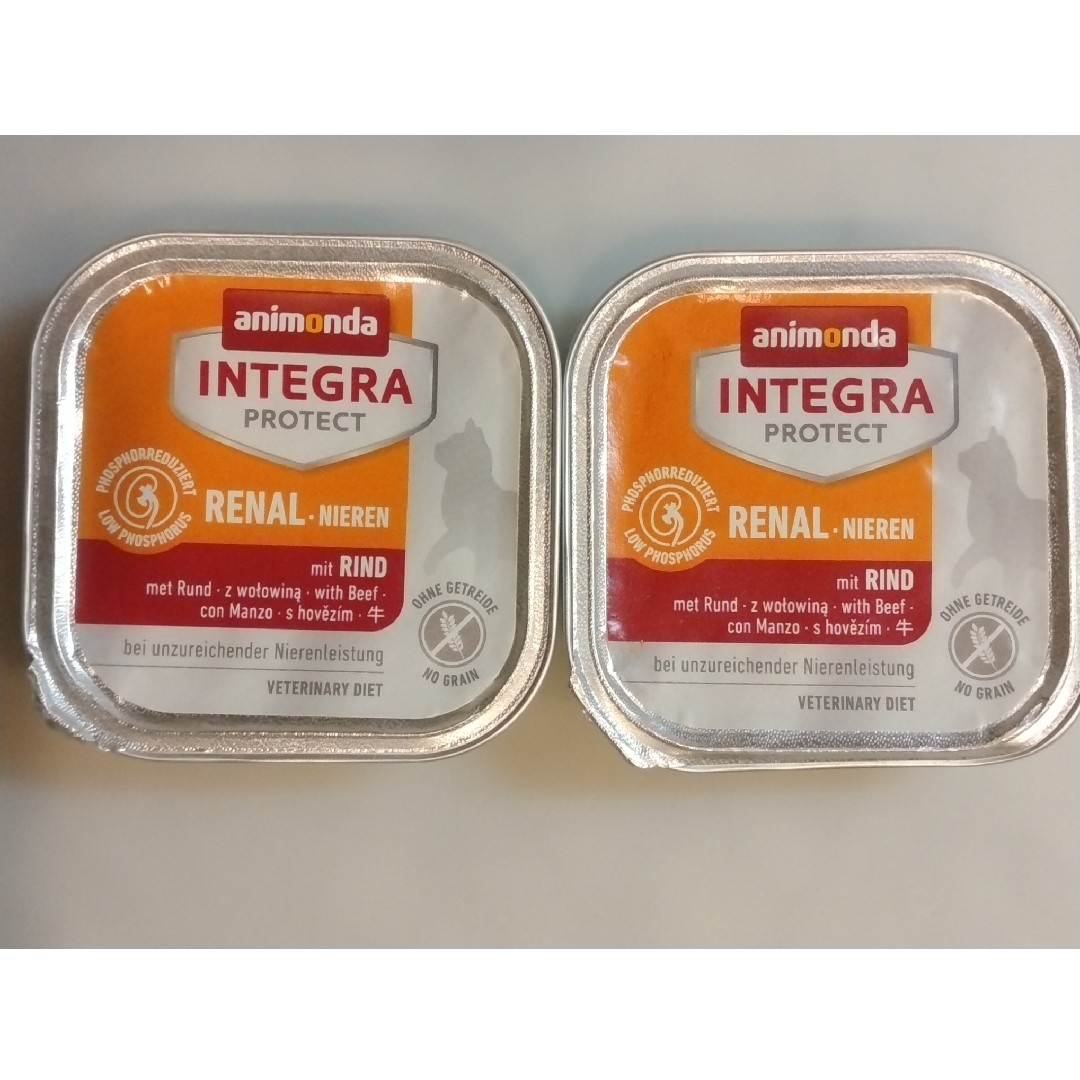 animonda
INTEGRA
PROTECT
PHOSPHORREDUZIERT
LOW PHOSPHORUS
RENAL · NIEREN
mit RIND
met Rund · z wołowiną · with Beef ·
con Manzo · s hovězím · 牛
OHNE GETREIDE
NO GRAIN
bei unzureichender Nierenleistung
VETERINARY DIET
animonda
INTEGRA
PROTECT
PHOSPHORREDUZIERT
LOW PHOSPHORUS
RENAL · NIEREN
mit RIND
met Rund · z wołowiną · with Beef ·
con Manzo · s hovězím · 牛
OHNE GETREIDE
NO GRAIN
bei unzureichender Nierenleistung
VETERINARY DIET